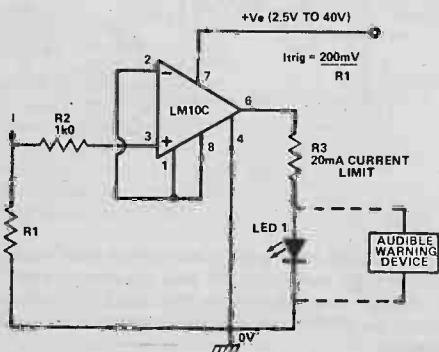 +Ve (2.5V TO 40V)
Itrig = 200mV
R1
2
−
7
LM10C
6
I
R2
1k0
3
+
1
8
4
R3
20mA CURRENT
LIMIT
R1
LED 1
AUDIBLE
WARNING
DEVICE
0V